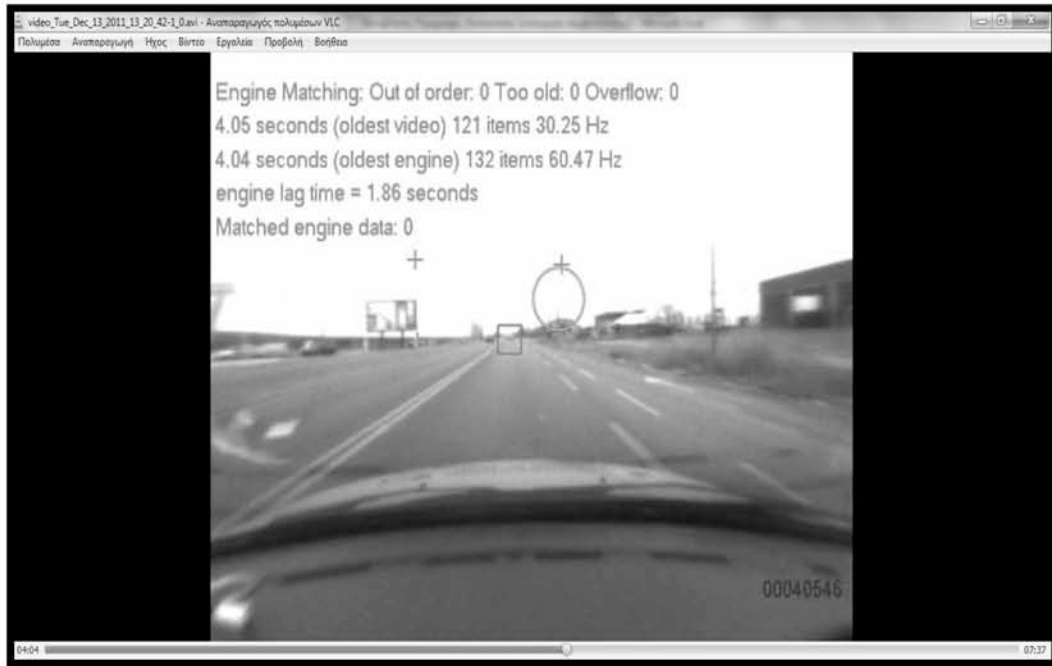 video_Tue_Dec_13_2011_13_20_42-1_0.avi - Αναπαραγωγός πολυμέσων VLC
Πολυμέσα Αναπαραγωγή Ήχος Βίντεο Εργαλεία Προβολή Βοήθεια
Engine Matching: Out of order: 0 Too old: 0 Overflow: 0
4.05 seconds (oldest video) 121 items 30.25 Hz
4.04 seconds (oldest engine) 132 items 60.47 Hz
engine lag time = 1.86 seconds
Matched engine data: 0
00040546
04:04 07:37